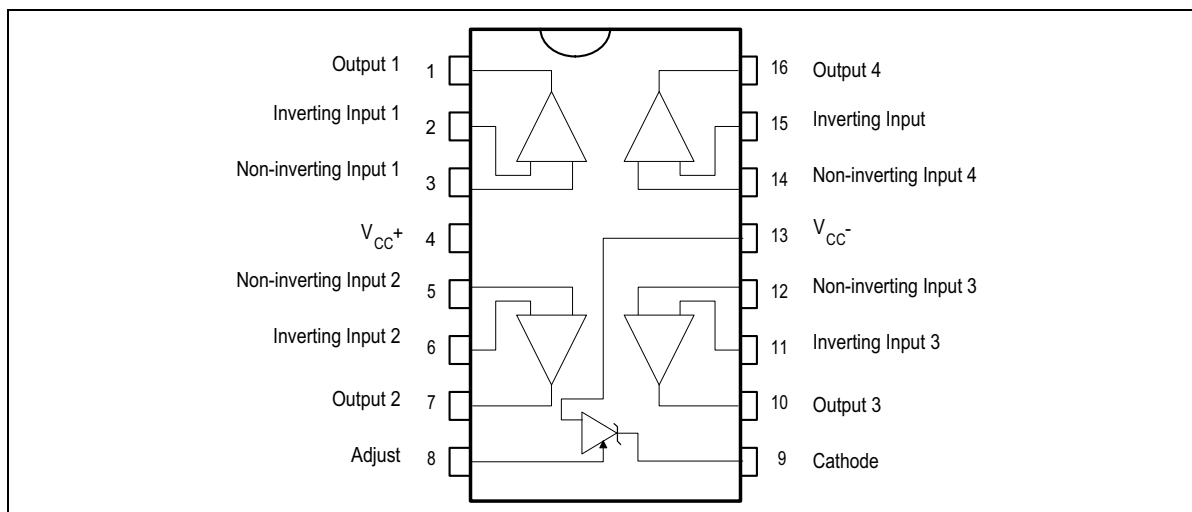 Output 1 1 16 Output 4
Inverting Input 1 2 15 Inverting Input
Non-inverting Input 1 3 14 Non-inverting Input 4
VCC+ 4 13 VCC-
Non-inverting Input 2 5 12 Non-inverting Input 3
Inverting Input 2 6 11 Inverting Input 3
Output 2 7 10 Output 3
Adjust 8 9 Cathode